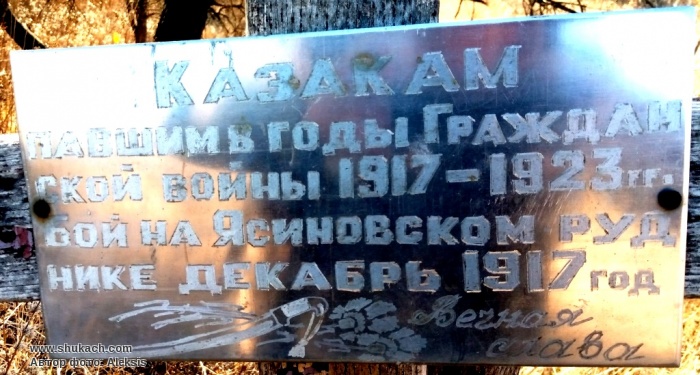 КАЗАКАМ
ПАВШИМ В ГОДЫ ГРАЖДАН
СКОЙ ВОЙНЫ 1917-1923гг.
БОЙ НА ЯСИНОВСКОМ РУД
НИКЕ ДЕКАБРЬ 1917 ГОД
Вечная
слава
www.shukach.com
Автор фото: Aleksis